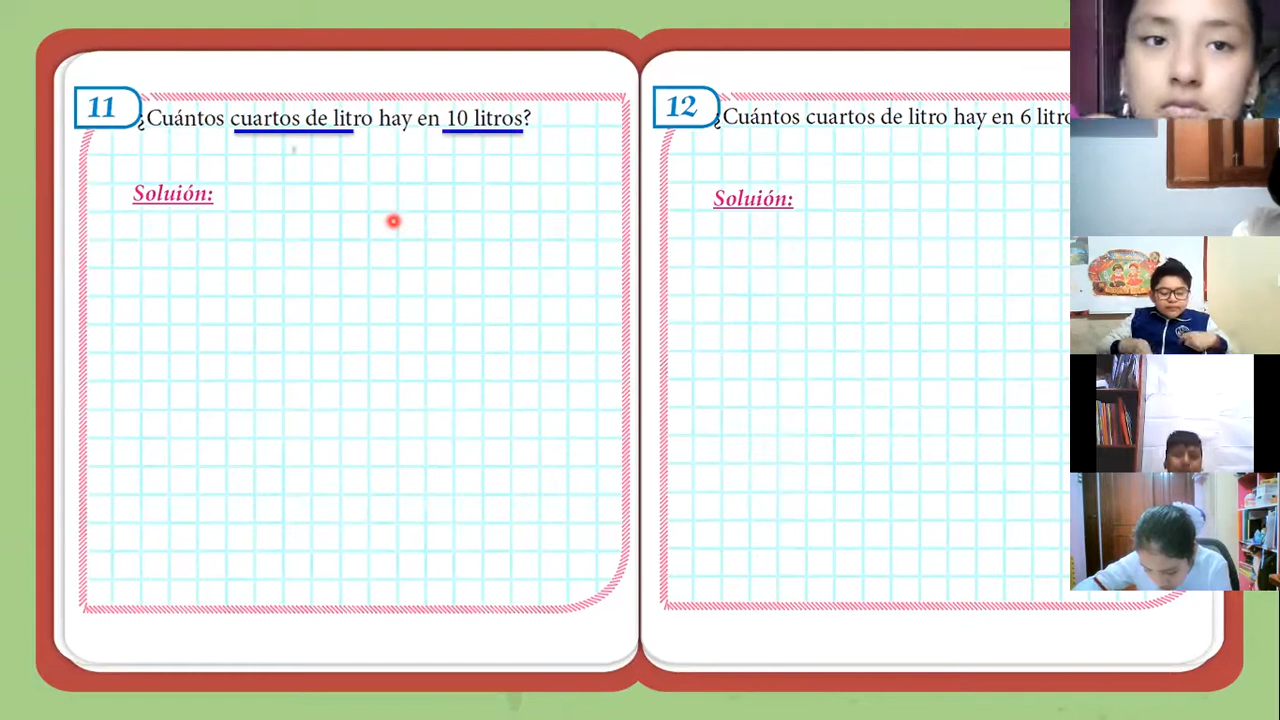 11
¿Cuántos cuartos de litro hay en 10 litros?
Soluión:
12
¿Cuántos cuartos de litro hay en 6
Soluión: